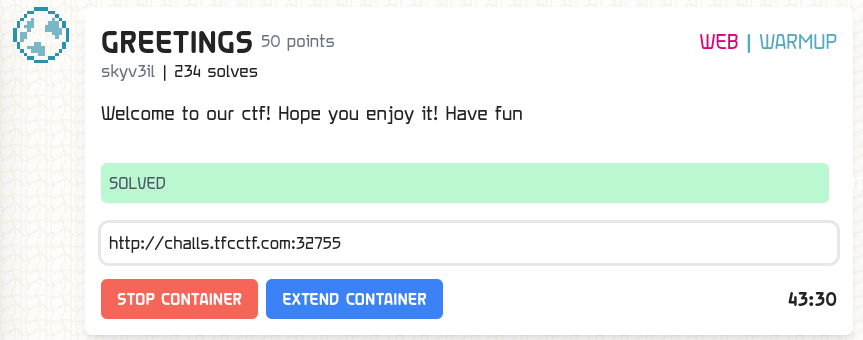 GREETINGS 50 points WEB | WARMUP
skyv3il | 234 solves
Welcome to our ctf! Hope you enjoy it! Have fun
SOLVED
http://challs.tfcctf.com:32755
STOP CONTAINER EXTEND CONTAINER 43:30